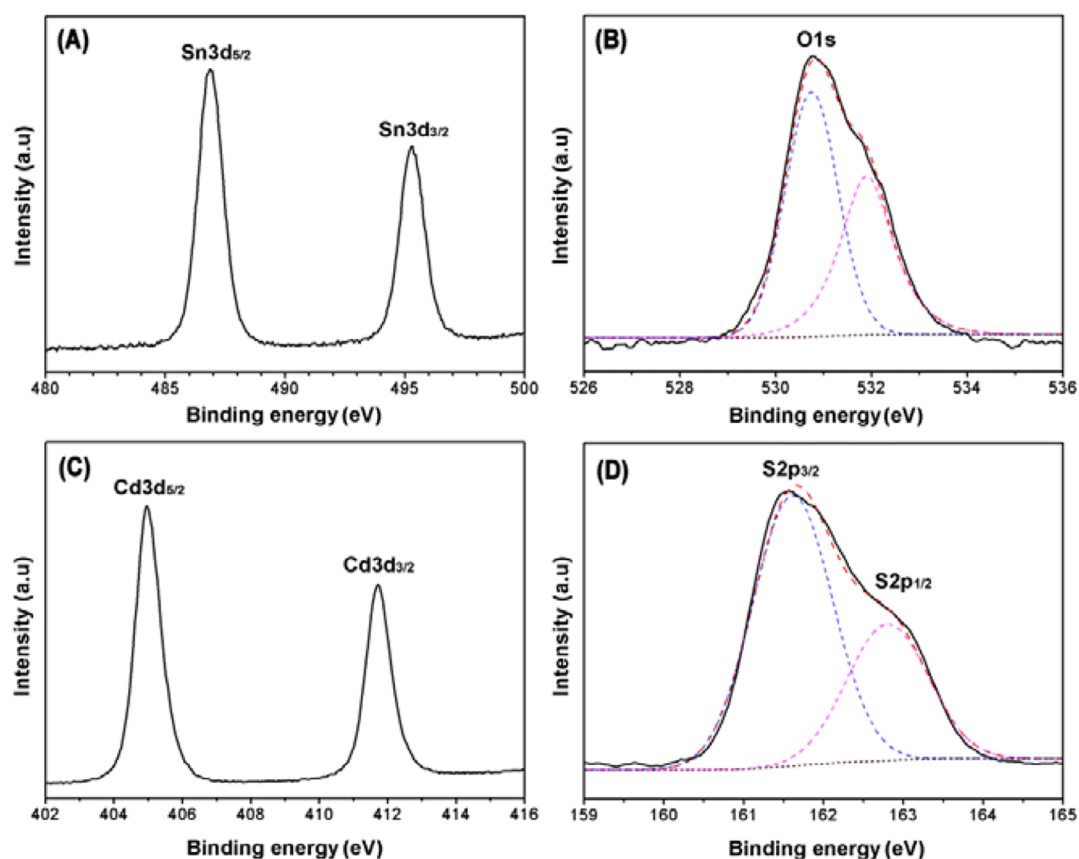 (A)
Sn3d5/2
Sn3d3/2
Intensity (a.u)
480 485 490 495 500
Binding energy (eV)
(B)
O1s
Intensity (a.u)
526 528 530 532 534 536
Binding energy (eV)
(C)
Cd3d5/2
Cd3d3/2
Intensity (a.u)
402 404 406 408 410 412 414 416
Binding energy (eV)
(D)
S2p3/2
S2p1/2
Intensity (a.u)
159 160 161 162 163 164 165
Binding energy (eV)